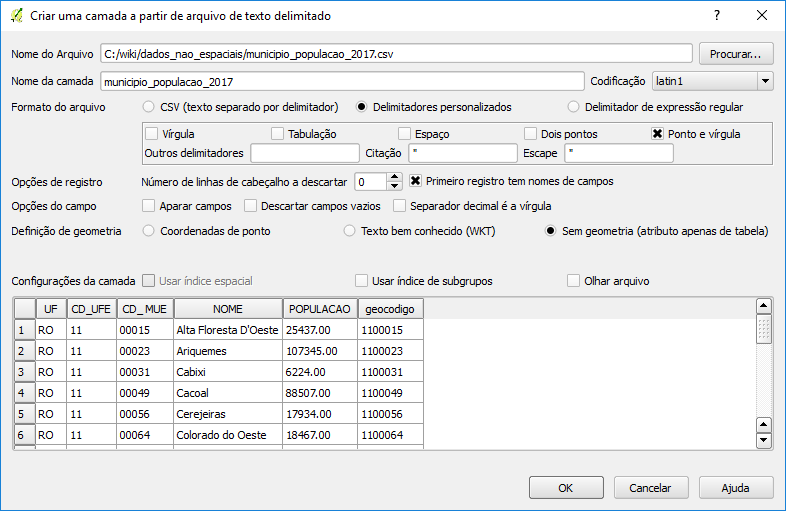 Criar uma camada a partir de arquivo de texto delimitado
Nome do Arquivo C:/wiki/dados_nao_espaciais/municipio_populacao_2017.csv Procurar...
Nome da camada municipio_populacao_2017 Codificação latin1
Formato do arquivo CSV (texto separado por delimitador) Delimitadores personalizados Delimitador de expressão regular
Vírgula Tabulação Espaço Dois pontos Ponto e vírgula
Outros delimitadores Citação " Escape "
Opções de registro Número de linhas de cabeçalho a descartar 0 Primeiro registro tem nomes de campos
Opções do campo Aparar campos Descartar campos vazios Separador decimal é a vírgula
Definição de geometria Coordenadas de ponto Texto bem conhecido (WKT) Sem geometria (atributo apenas de tabela)
Configurações da camada Usar índice espacial Usar índice de subgrupos Olhar arquivo
UF CD_UFE CD_ MUE NOME POPULACAO geocodigo
1 RO 11 00015 Alta Floresta D'Oeste 25437.00 1100015
2 RO 11 00023 Ariquemes 107345.00 1100023
3 RO 11 00031 Cabixi 6224.00 1100031
4 RO 11 00049 Cacoal 88507.00 1100049
5 RO 11 00056 Cerejeiras 17934.00 1100056
6 RO 11 00064 Colorado do Oeste 18467.00 1100064
OK Cancelar Ajuda